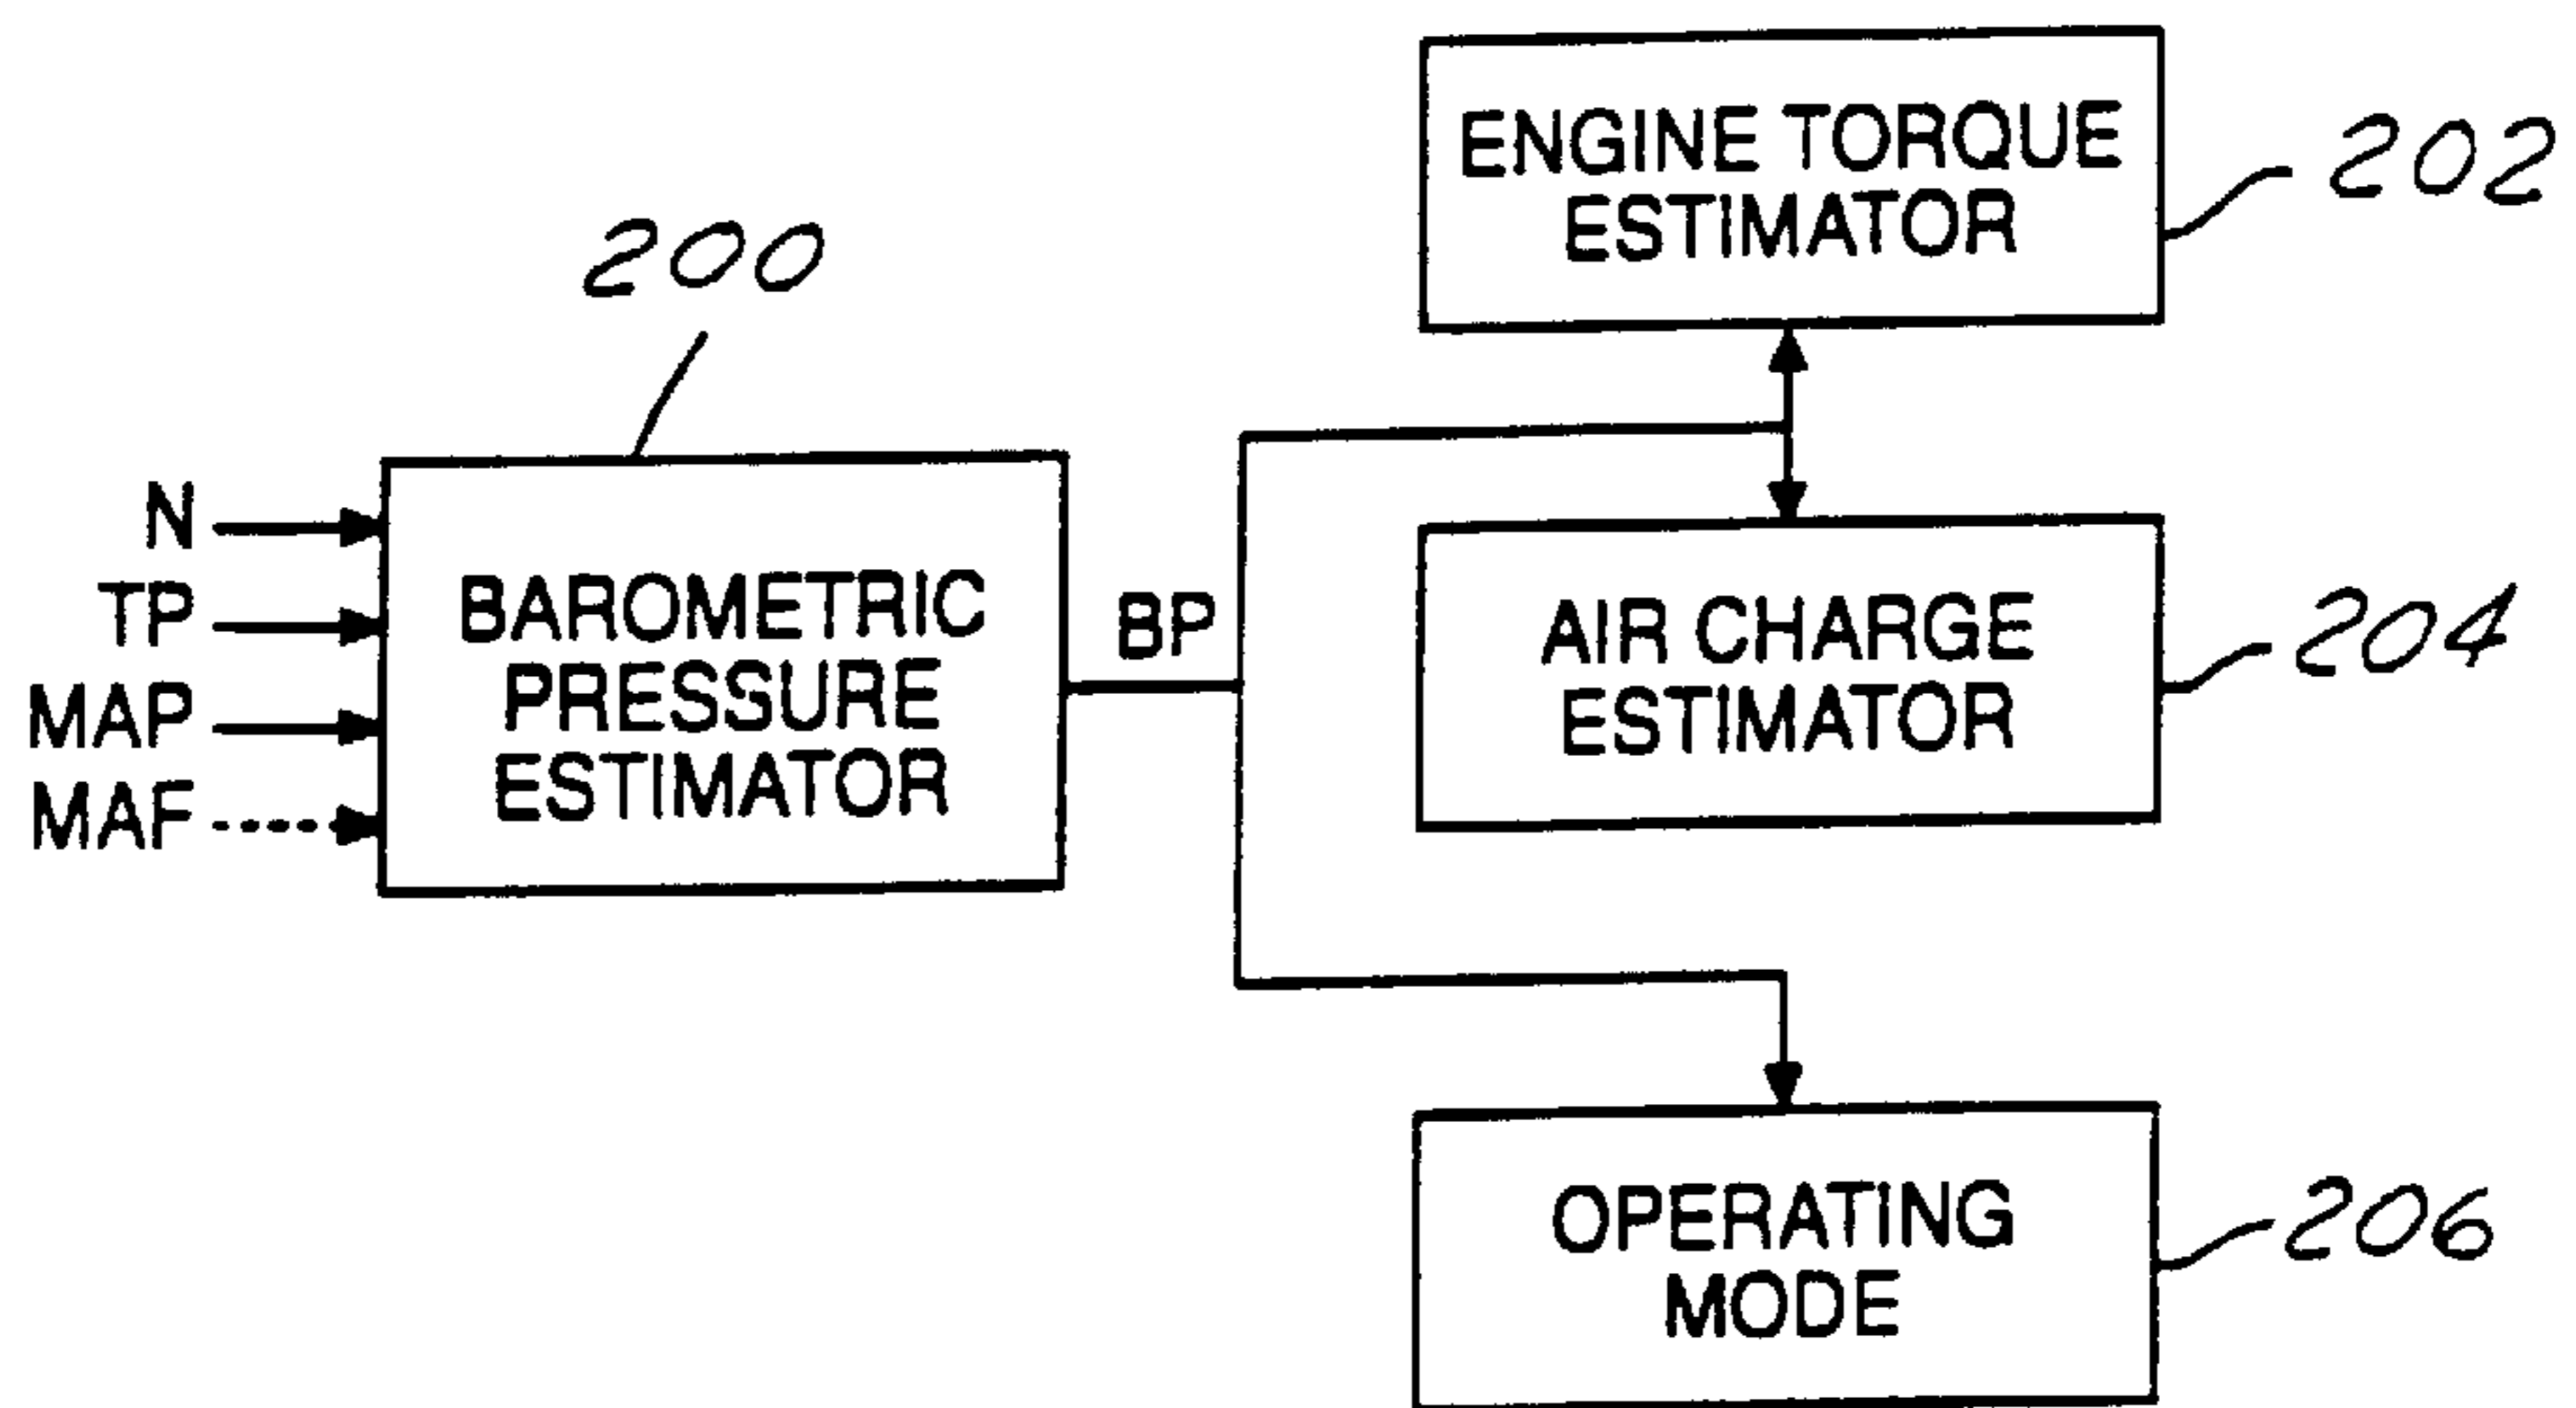 200
N
TP
MAP
MAF
BAROMETRIC
PRESSURE
ESTIMATOR
BP
ENGINE TORQUE
ESTIMATOR
202
AIR CHARGE
ESTIMATOR
204
OPERATING
MODE
206